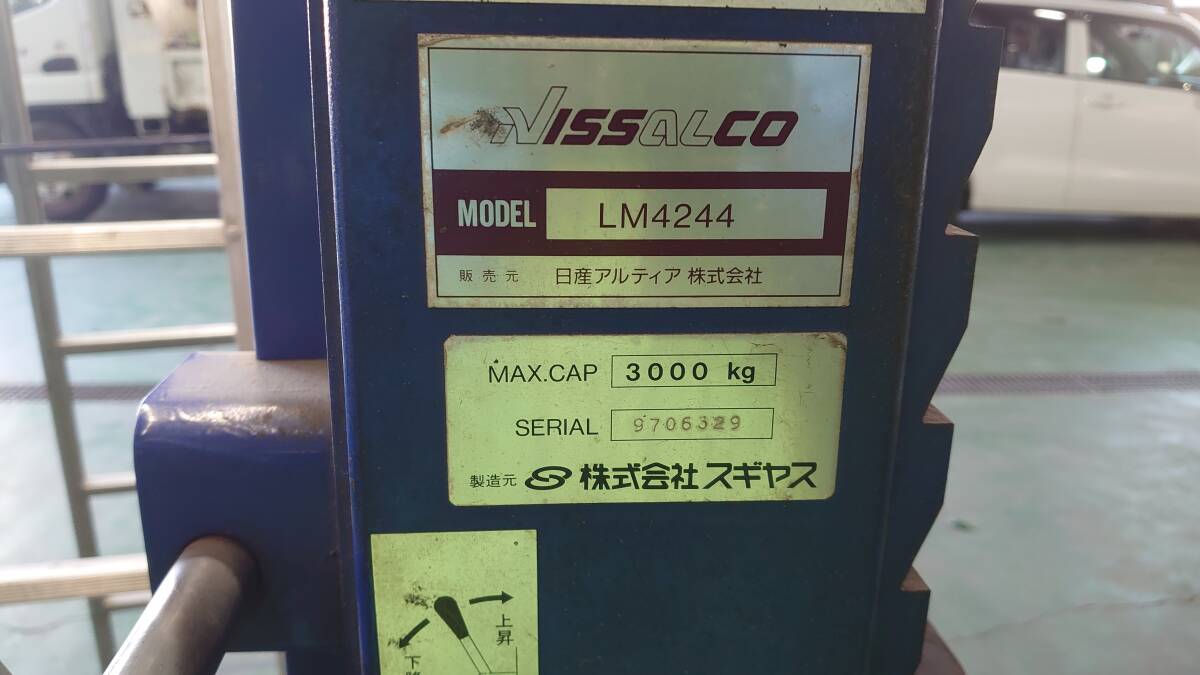 NISSALCO
MODEL LM4244
販売元 日産アルティア 株式会社
MAX.CAP 3000 kg
SERIAL 9706329
製造元 株式会社 スギヤス
上昇
下